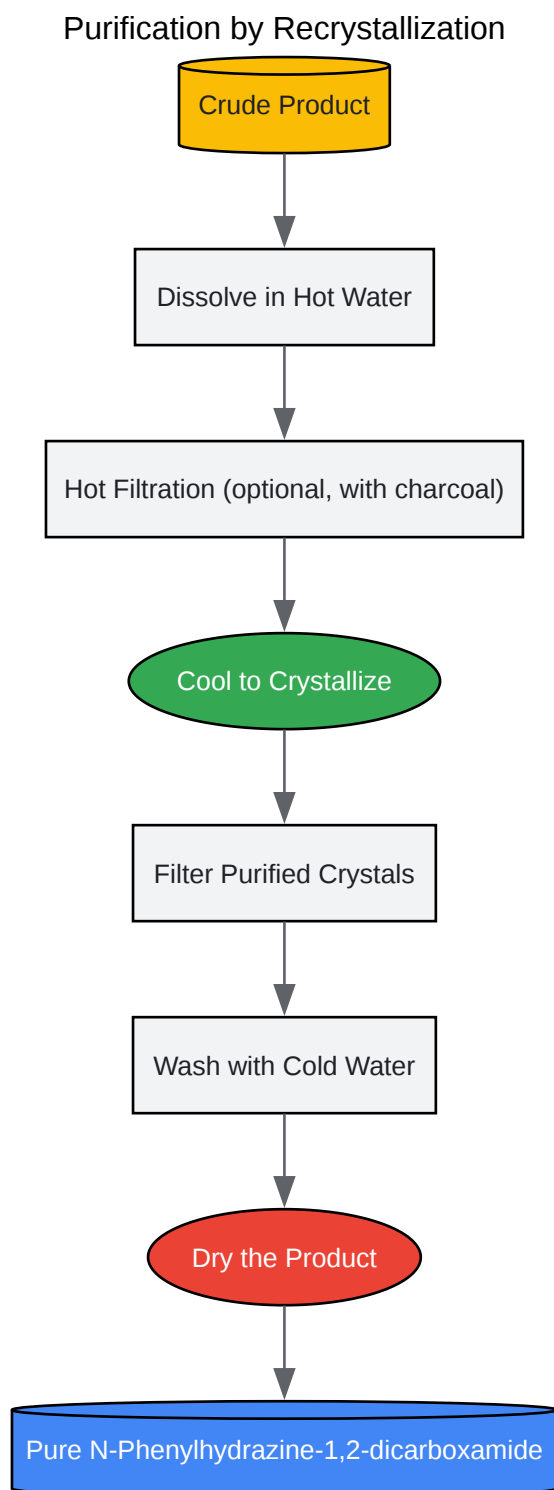 Purification by Recrystallization
Crude Product
Dissolve in Hot Water
Hot Filtration (optional, with charcoal)
Cool to Crystallize
Filter Purified Crystals
Wash with Cold Water
Dry the Product
Pure N-Phenylhydrazine-1,2-dicarboxamide